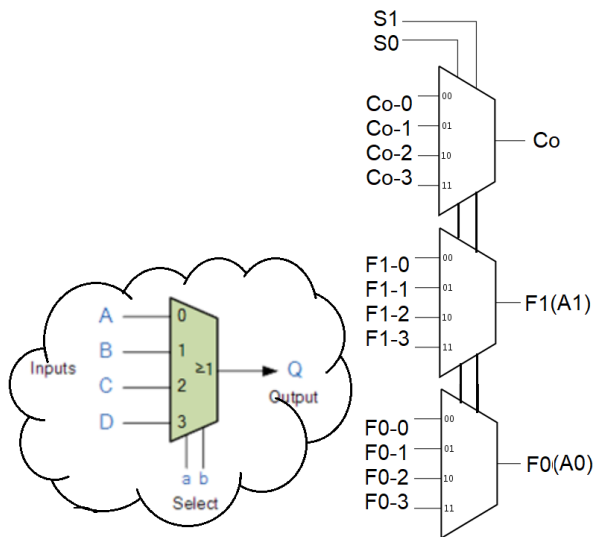 S1
S0
Co-0
Co-1
Co-2
Co-3
00
01
10
11
Co
F1-0
F1-1
F1-2
F1-3
00
01
10
11
F1(A1)
F0-0
F0-1
F0-2
F0-3
00
01
10
11
F0(A0)
Inputs
A
B
C
D
0
1
2
3
≥1
Q
Output
a b
Select